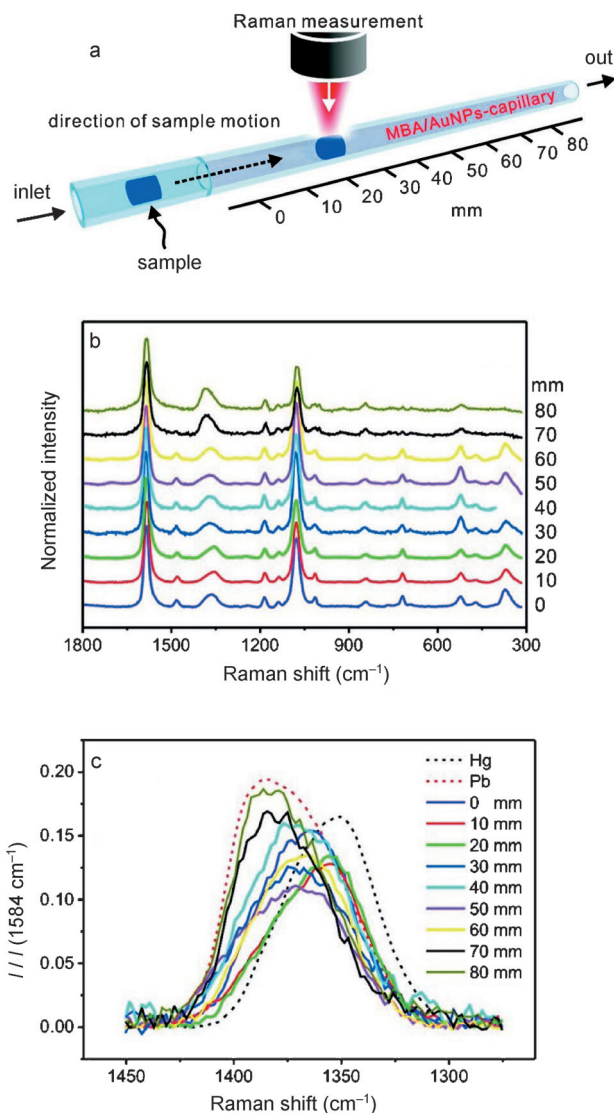 a
Raman measurement
out
direction of sample motion
MBA/AuNPs-capillary
inlet
0 10 20 30 40 50 60 70 80
mm
sample
b
mm
80
70
60
50
40
30
20
10
0
Normalized intensity
1800 1500 1200 900 600 300
Raman shift (cm⁻¹)
c
Hg
Pb
0 mm
10 mm
20 mm
30 mm
40 mm
50 mm
60 mm
70 mm
80 mm
0.20
0.15
0.10
0.05
0.00
I / I (1584 cm⁻¹)
1450 1400 1350 1300
Raman shift (cm⁻¹)